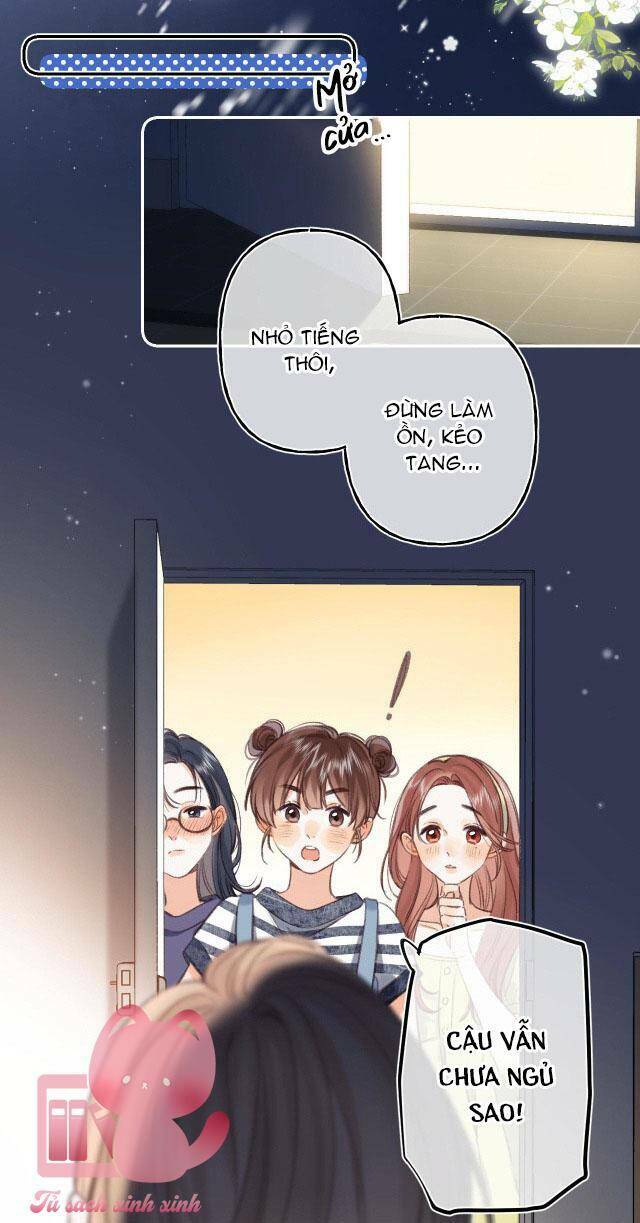 Mở
cửa...
NHỎ TIẾNG
THÔI,
ĐỪNG LÀM
ỒN, KẺO
TANG...
!
CẬU VẪN
CHƯA NGỦ
SAO!
Tủ sách xinh xinh